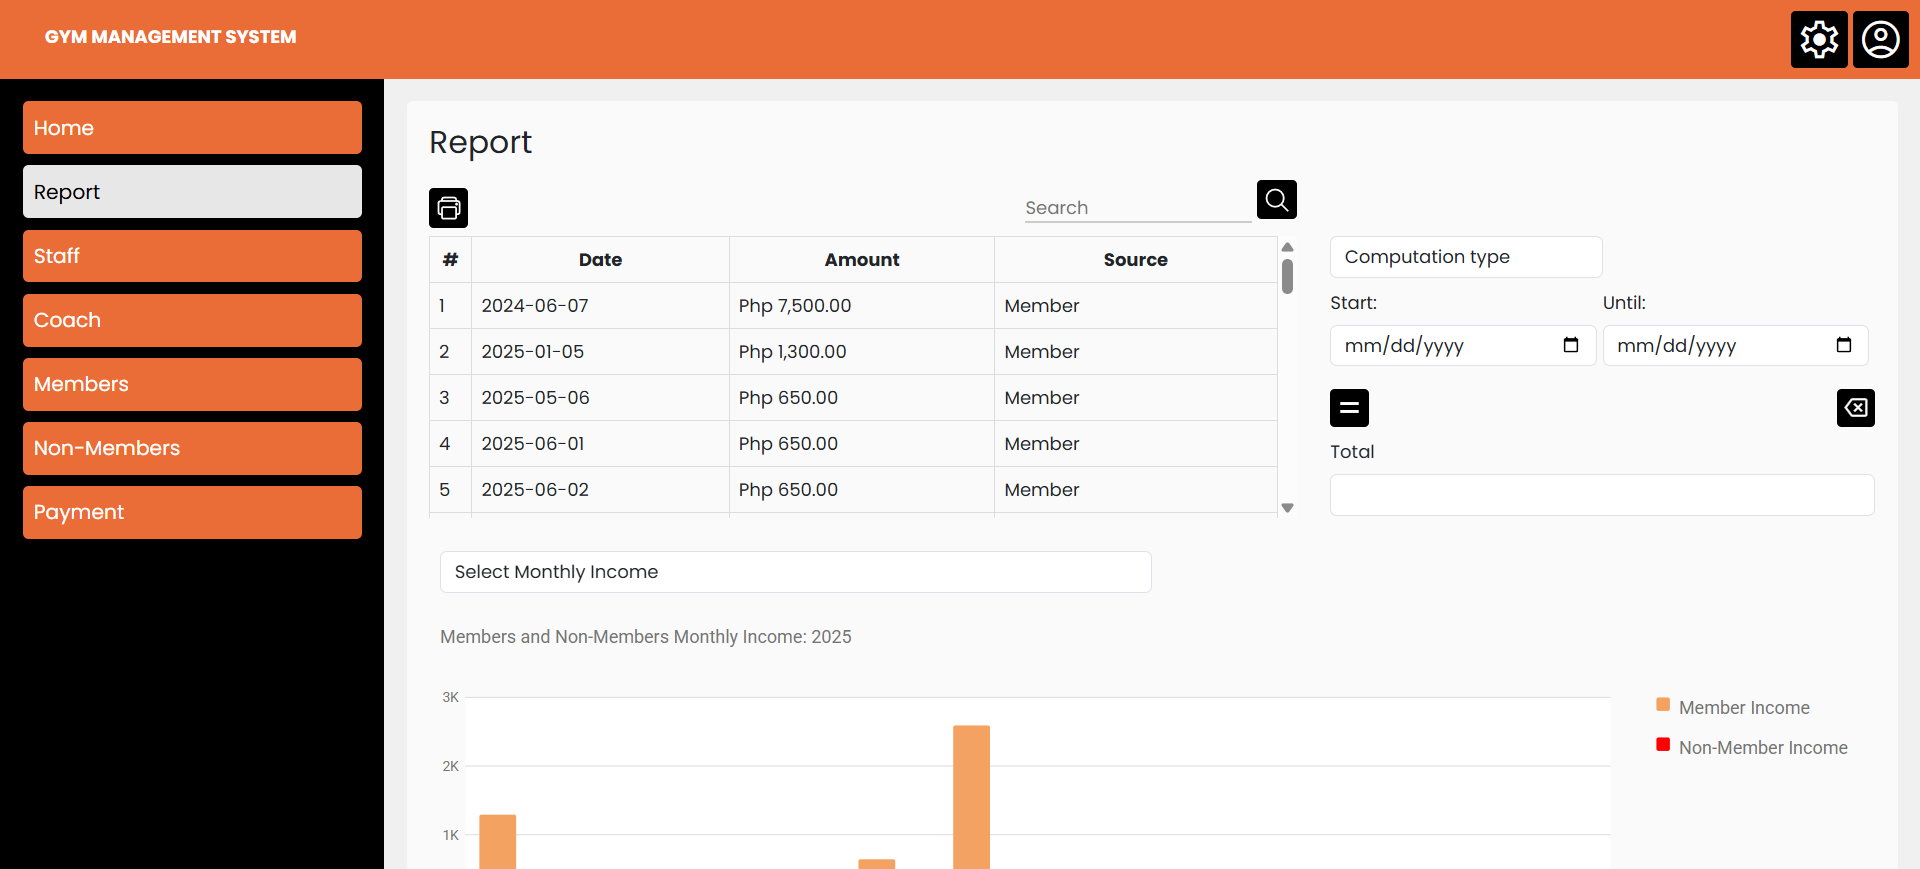 GYM MANAGEMENT SYSTEM
Home
Report
Staff
Coach
Members
Non-Members
Payment
Report
Search
# Date Amount Source
1 2024-06-07 Php 7,500.00 Member
2 2025-01-05 Php 1,300.00 Member
3 2025-05-06 Php 650.00 Member
4 2025-06-01 Php 650.00 Member
5 2025-06-02 Php 650.00 Member
Computation type
Start: Until:
mm/dd/yyyy mm/dd/yyyy
Total
Select Monthly Income
Members and Non-Members Monthly Income: 2025
3K
2K
1K
Member Income
Non-Member Income